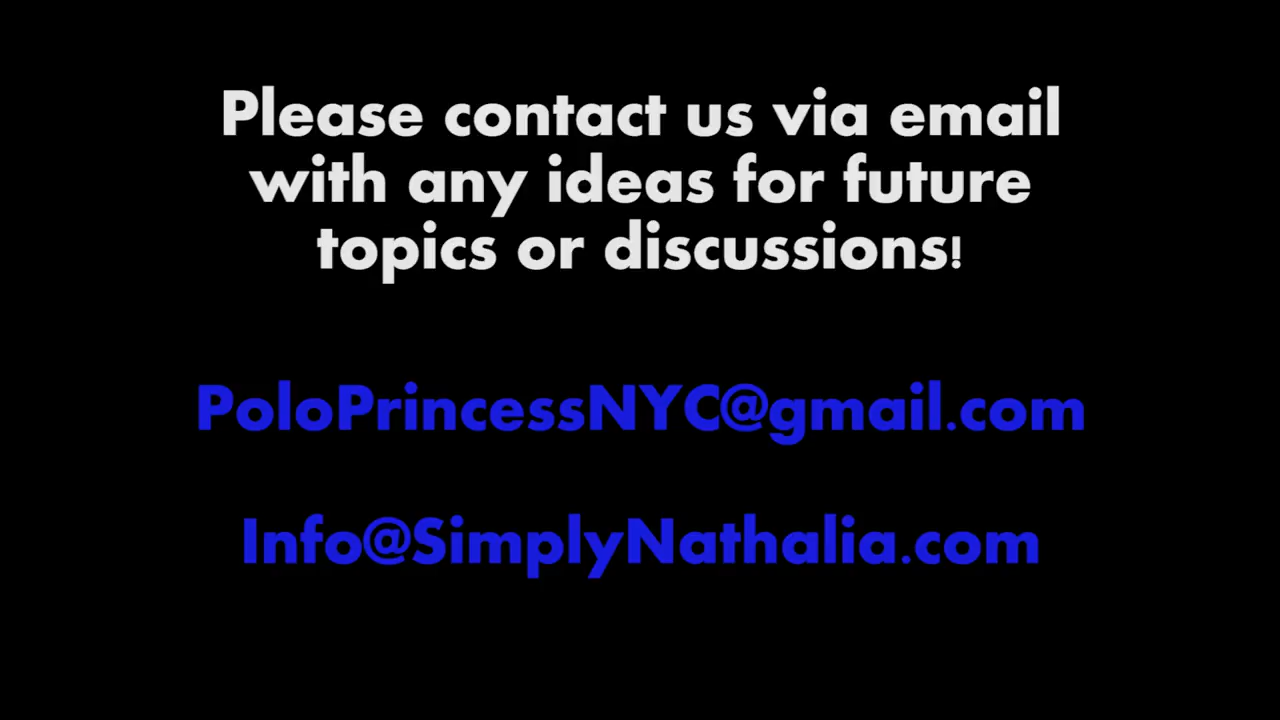 Please contact us via email
with any ideas for future
topics or discussions!
PoloPrincessNYC@gmail.com
Info@SimplyNathalia.com